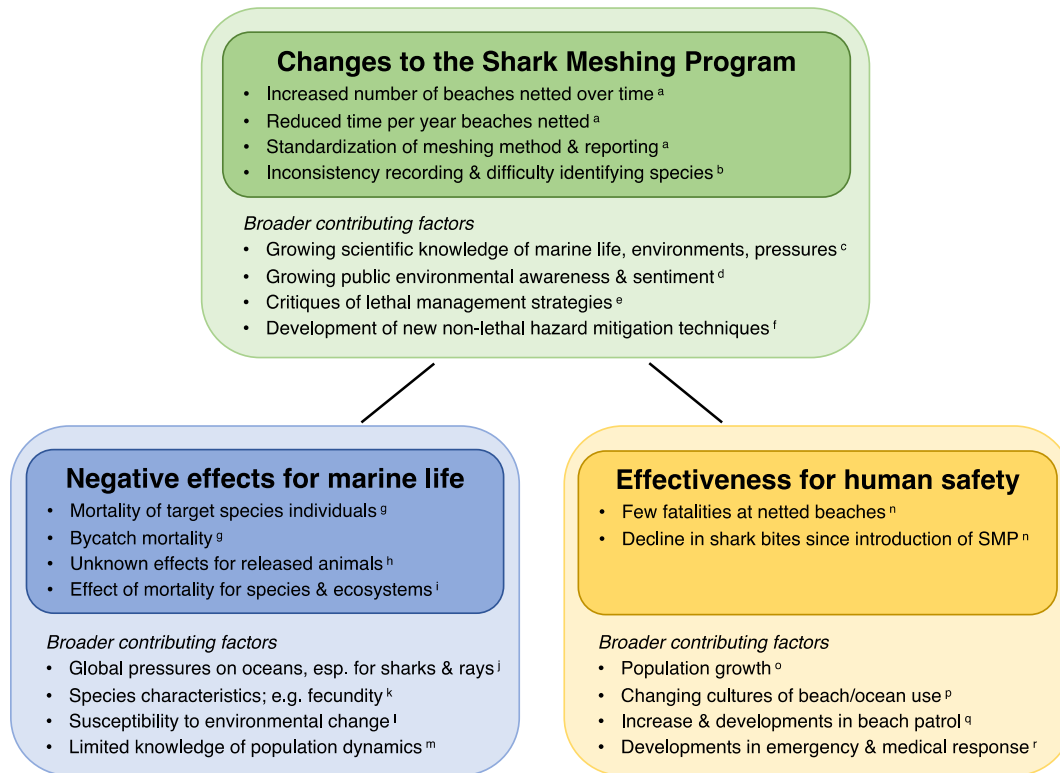 Changes to the Shark Meshing Program
• Increased number of beaches netted over time ᵃ
• Reduced time per year beaches netted ᵃ
• Standardization of meshing method & reporting ᵃ
• Inconsistency recording & difficulty identifying species ᵇ
Broader contributing factors
• Growing scientific knowledge of marine life, environments, pressures ᶜ
• Growing public environmental awareness & sentiment ᵈ
• Critiques of lethal management strategies ᵉ
• Development of new non-lethal hazard mitigation techniques ᶠ
Negative effects for marine life
• Mortality of target species individuals ᵍ
• Bycatch mortality ᵍ
• Unknown effects for released animals ʰ
• Effect of mortality for species & ecosystems ⁱ
Broader contributing factors
• Global pressures on oceans, esp. for sharks & rays ʲ
• Species characteristics; e.g. fecundity ᵏ
• Susceptibility to environmental change ˡ
• Limited knowledge of population dynamics ᵐ
Effectiveness for human safety
• Few fatalities at netted beaches ⁿ
• Decline in shark bites since introduction of SMP ⁿ
Broader contributing factors
• Population growth ᵒ
• Changing cultures of beach/ocean use ᵖ
• Increase & developments in beach patrol 𐞥
• Developments in emergency & medical response ʳ